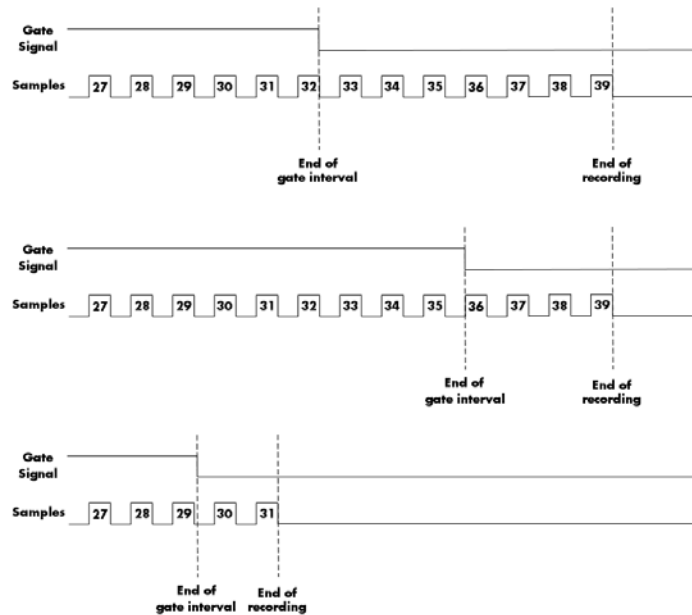 Gate
Signal
Samples 27 28 29 30 31 32 33 34 35 36 37 38 39
End of
gate interval
End of
recording
Gate
Signal
Samples 27 28 29 30 31 32 33 34 35 36 37 38 39
End of
gate interval
End of
recording
Gate
Signal
Samples 27 28 29 30 31
End of
gate interval
End of
recording